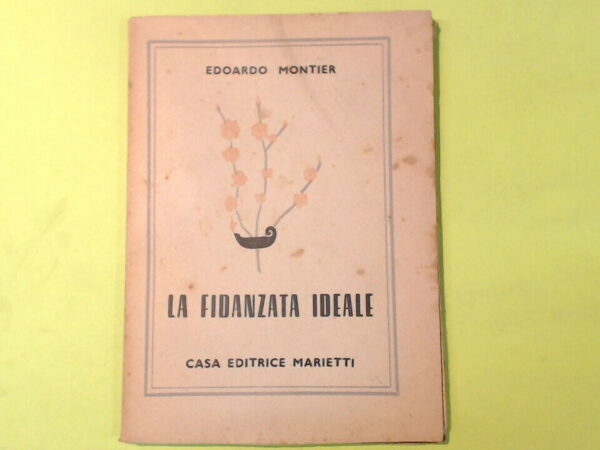 EDOARDO MONTIER
LA FIDANZATA IDEALE
CASA EDITRICE MARIETTI